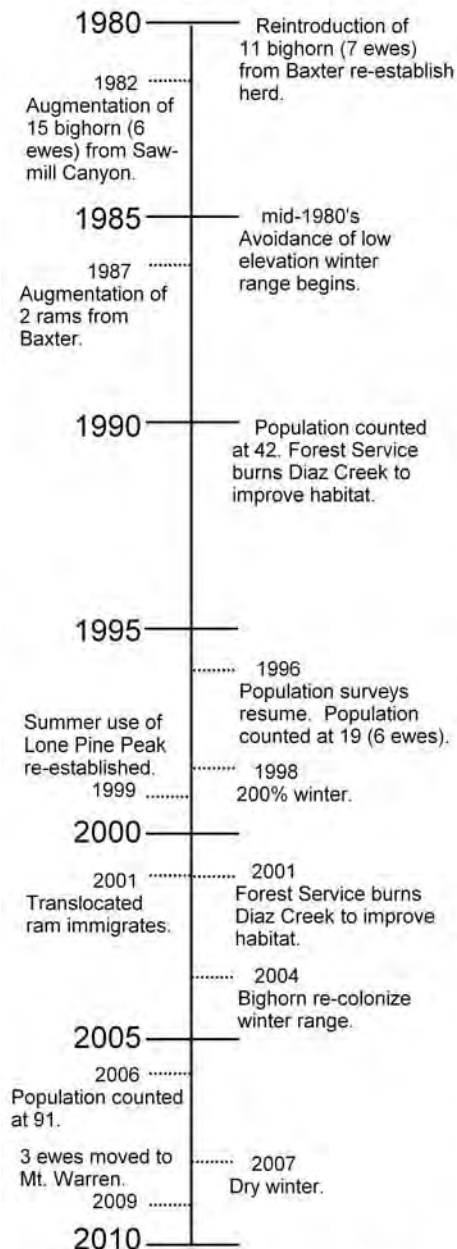 1980
Reintroduction of
11 bighorn (7 ewes)
from Baxter re-establish
herd.
1982
Augmentation of
15 bighorn (6
ewes) from Saw-
mill Canyon.
1985
mid-1980's
Avoidance of low
elevation winter
range begins.
1987
Augmentation of
2 rams from
Baxter.
1990
Population counted
at 42. Forest Service
burns Diaz Creek to
improve habitat.
1995
1996
Population surveys
resume. Population
counted at 19 (6 ewes).
Summer use of
Lone Pine Peak
re-established.
1999
1998
200% winter.
2000
2001
Translocated
ram immigrates.
2001
Forest Service burns
Diaz Creek to improve
habitat.
2004
Bighorn re-colonize
winter range.
2005
2006
Population counted
at 91.
3 ewes moved to
Mt. Warren.
2009
2007
Dry winter.
2010